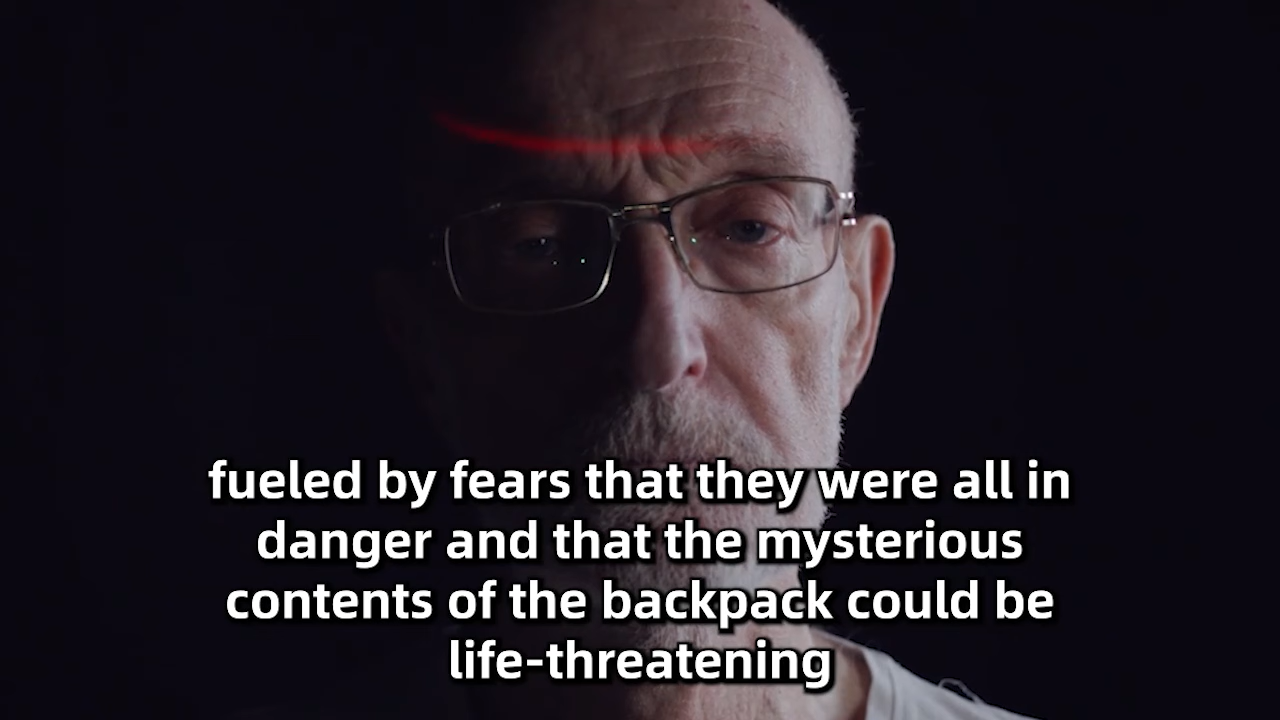 fueled by fears that they were all in
danger and that the mysterious
contents of the backpack could be
life-threatening